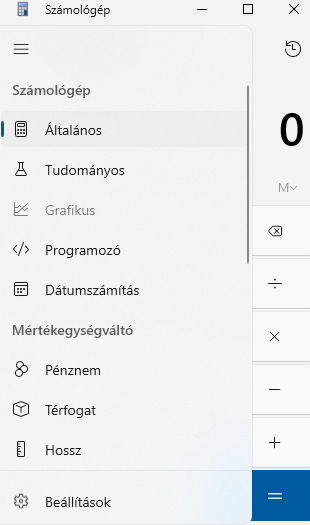 Számológép
Számológép
Általános
0
Tudományos
M
Grafikus
Programozó
Dátumszámítás
÷
×
Mértékegységváltó
Pénznem
−
Térfogat
+
Hossz
Beállítások
=